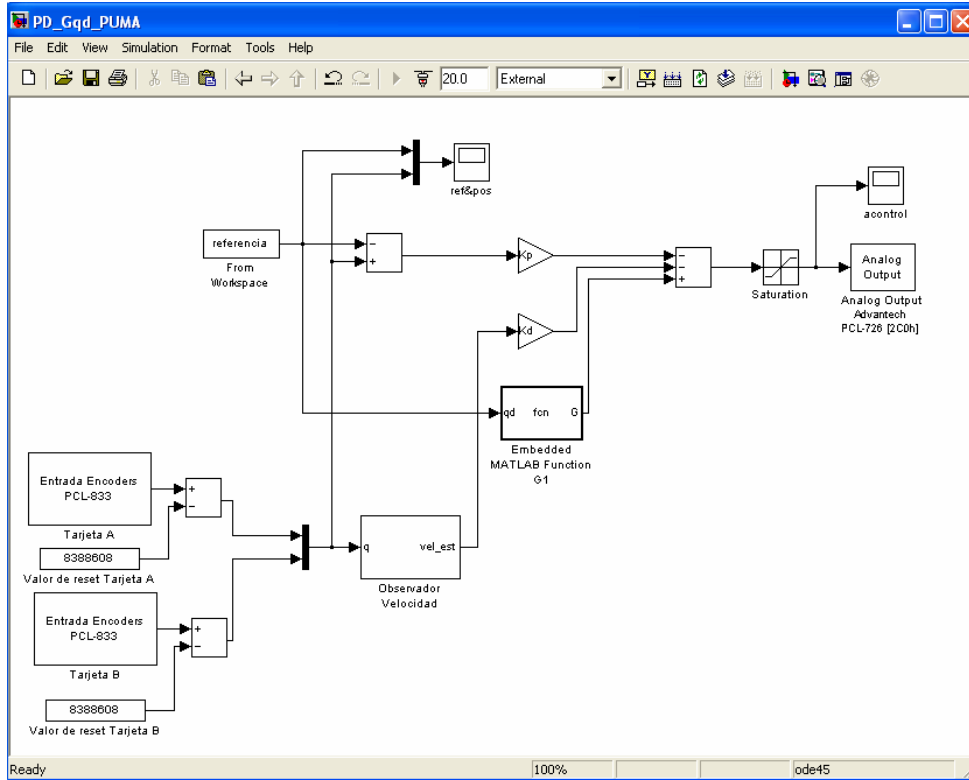 PD_Gqd_PUMA
File Edit View Simulation Format Tools Help
20.0
External
ref&pos
acontrol
referencia
From
Workspace
−
+
Kp
−
−
+
Saturation
Analog
Output
Analog Output
Advantech
PCL-726 [2C0h]
Kd
qd fcn G
Embedded
MATLAB Function
G1
Entrada Encoders
PCL-833
Tarjeta A
+
−
8388608
Valor de reset Tarjeta A
q vel_est
Observador
Velocidad
Entrada Encoders
PCL-833
Tarjeta B
+
−
8388608
Valor de reset Tarjeta B
Ready 100% ode45